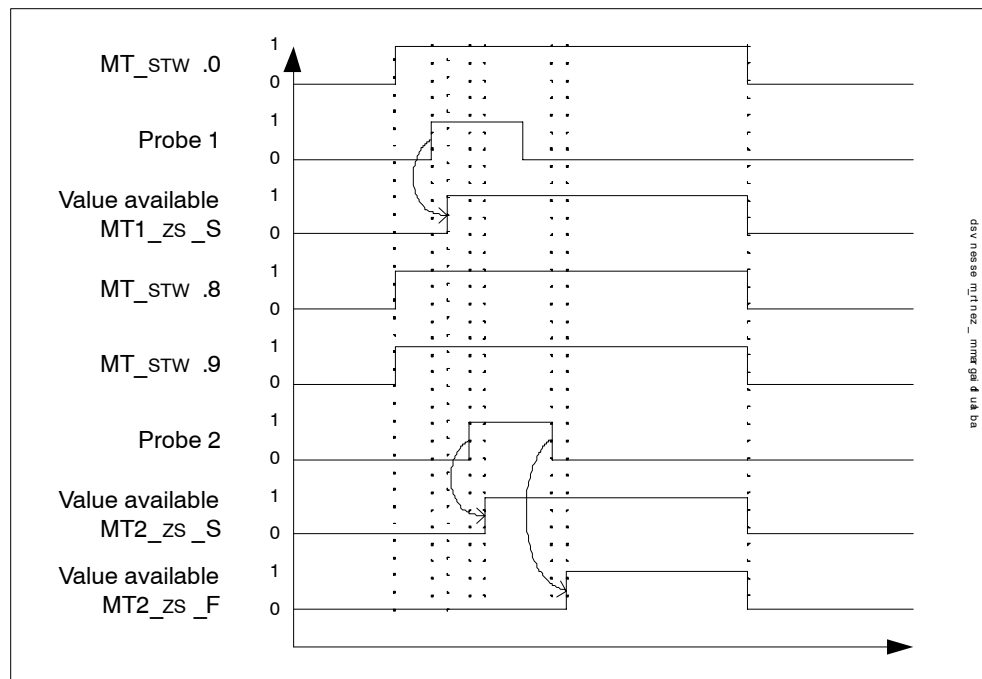 1
MT_STW .0
0
1
Probe 1
0
Value available
1
MT1_ZS _S
0
1
MT_STW .8
0
1
MT_STW .9
0
1
Probe 2
0
Value available
1
MT2_ZS _S
0
Value available
1
MT2_ZS _F
0